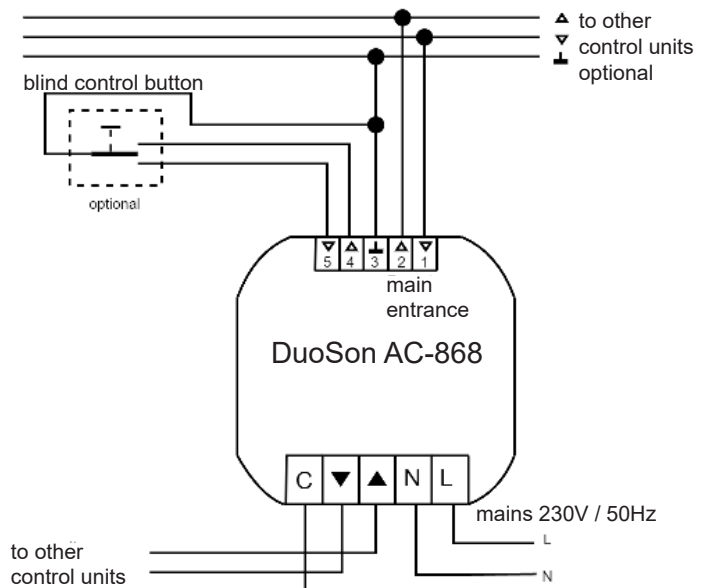 △ to other
▽ control units
⊥ optional
blind control button
optional
▽ △ ⊥ △ ▽
5 4 3 2 1
main
entrance
DuoSon AC-868
C ▼ ▲ N L
mains 230V / 50Hz
L
to other
control units
N